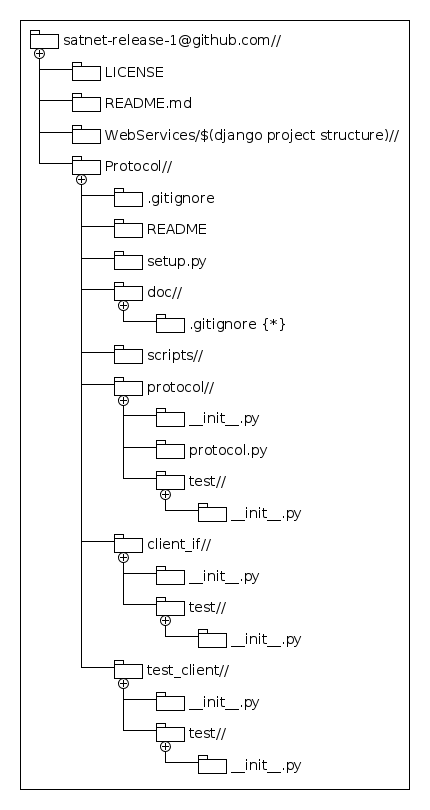 satnet-release-1@github.com//
LICENSE
README.md
WebServices/$(django project structure)//
Protocol//
.gitignore
README
setup.py
doc//
.gitignore {*}
scripts//
protocol//
__init__.py
protocol.py
test//
__init__.py
client_if//
__init__.py
test//
__init__.py
test_client//
__init__.py
test//
__init__.py